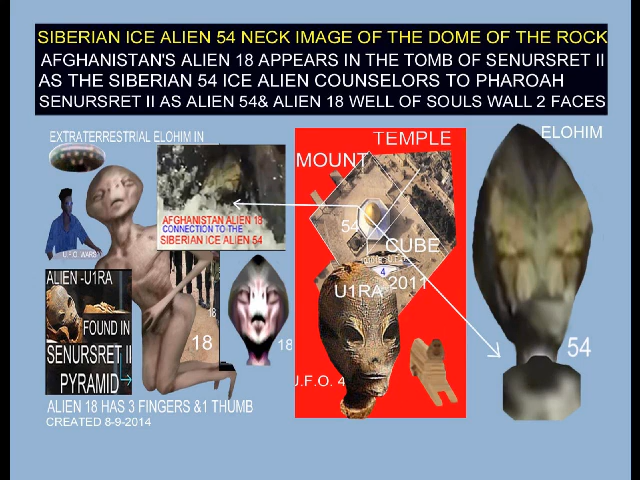 SIBERIAN ICE ALIEN 54 NECK IMAGE OF THE DOME OF THE ROCK
AFGHANISTAN'S ALIEN 18 APPEARS IN THE TOMB OF SENURSRET II
AS THE SIBERIAN 54 ICE ALIEN COUNSELORS TO PHAROAH
SENURSRET II AS ALIEN 54& ALIEN 18 WELL OF SOULS WALL 2 FACES
EXTRATERRESTRIAL ELOHIM IN
TEMPLE
MOUNT
ELOHIM
AFGHANISTAN ALIEN 18
CONNECTION TO THE
SIBERIAN ICE ALIEN 54
54
CUBE
U.F.O. WARS
4
ALIEN -U1RA
2011
U1RA
18
FOUND IN
18
18
SENURSRET II
54
PYRAMID
U.F.O. 4
ALIEN 18 HAS 3 FINGERS &1 THUMB
CREATED 8-9-2014